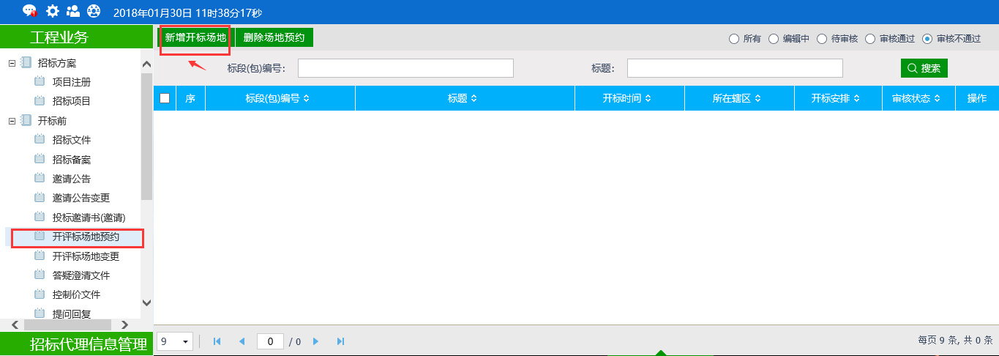 2018年01月30日 11时38分17秒
工程业务
招标方案
项目注册
招标项目
开标前
招标文件
招标备案
邀请公告
邀请公告变更
投标邀请书(邀请)
开评标场地预约
开评标场地变更
答疑澄清文件
控制价文件
提问回复
招标代理信息管理
新增开标场地 删除场地预约
所有 编辑中 待审核 审核通过 审核不通过
标段(包)编号: 标题: 搜索
序 标段(包)编号 标题 开标时间 所在辖区 开标安排 审核状态 操作
9 0 / 0 每页 9 条, 共 0 条